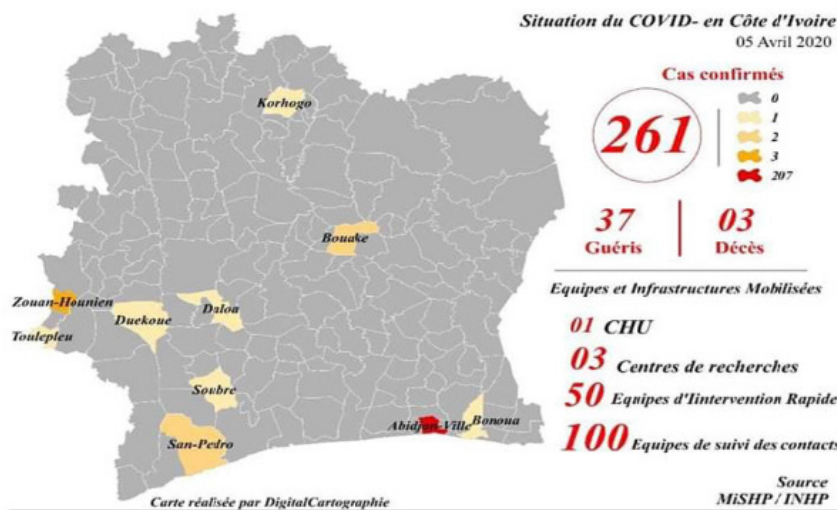 Situation du COVID- en Côte d'Ivoire
05 Avril 2020
Cas confirmés
261
0
1
2
3
207
37
Guéris
03
Décès
Equipes et Infrastructures Mobilisées
01 CHU
03 Centres de recherches
50 Equipes d'Iintervention Rapide
100 Equipes de suivi des contacts
Source
MiSHP / INHP
Korhogo
Bouake
Zouan-Hounien
Duekoue
Daloa
Toulepleu
Soubre
San-Pedro
Abidjan-Ville
Bonoua
Carte réalisée par DigitalCartographie